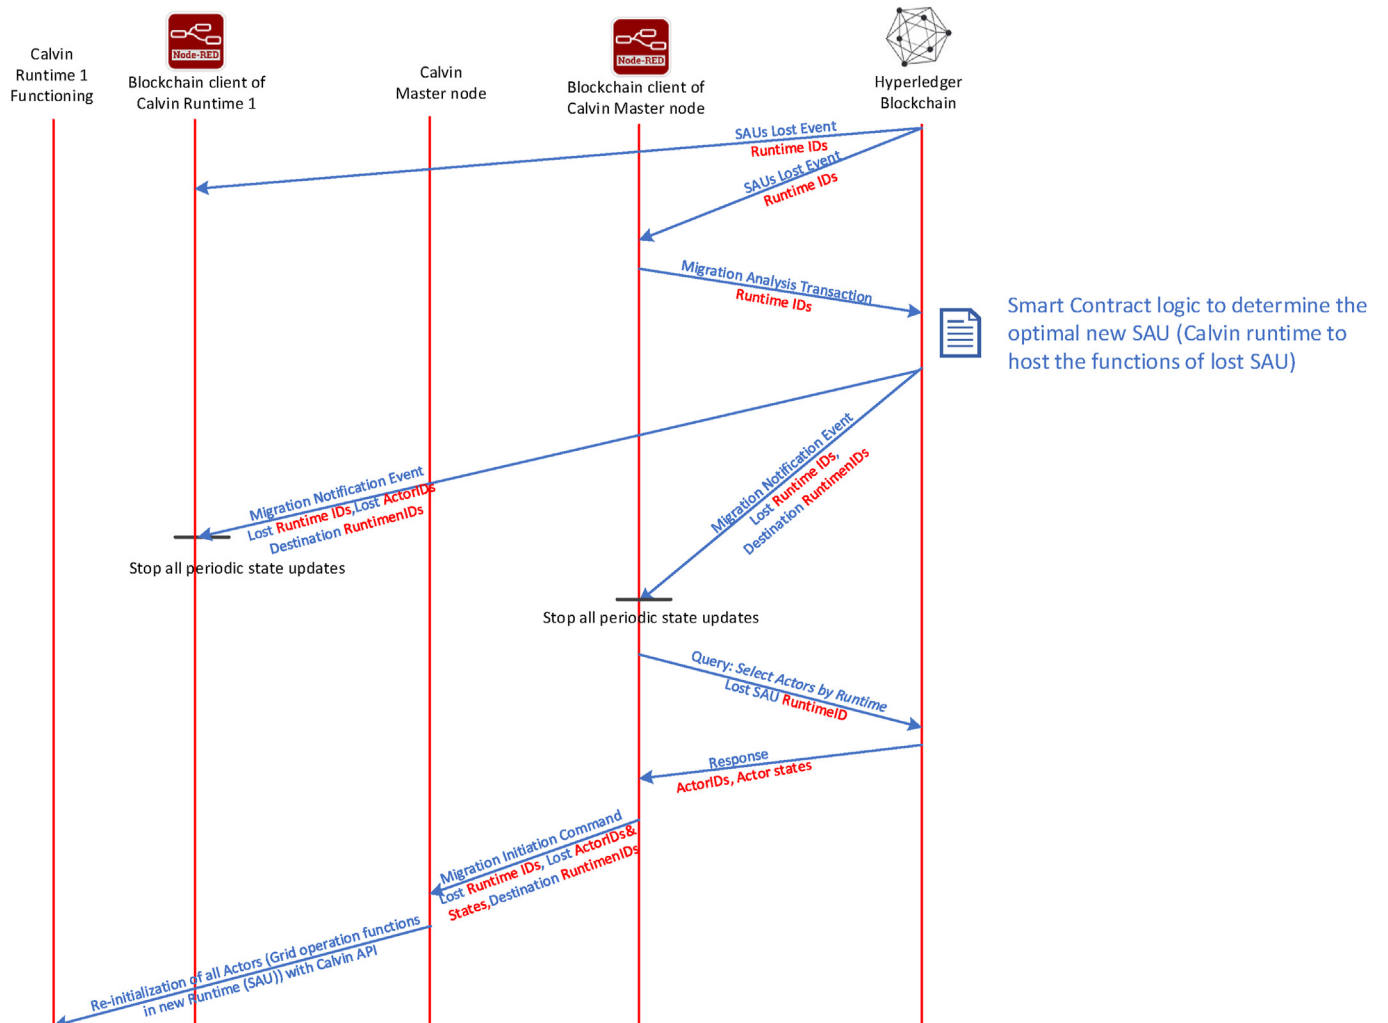 Calvin
Runtime 1
Functioning
Node-RED
Blockchain client of
Calvin Runtime 1
Calvin
Master node
Node-RED
Blockchain client of
Calvin Master node
Hyperledger
Blockchain
SAUs Lost Event
Runtime IDs
SAUs Lost Event
Runtime IDs
Migration Analysis Transaction
Runtime IDs
Smart Contract logic to determine the
optimal new SAU (Calvin runtime to
host the functions of lost SAU)
Migration Notification Event
Lost Runtime IDs,Lost ActorIDs
Destination RuntimenIDs
Stop all periodic state updates
Migration Notification Event
Lost Runtime IDs,
Destination RuntimenIDs
Stop all periodic state updates
Query: Select Actors by Runtime
Lost SAU RuntimeID
Response
ActorIDs, Actor states
Migration Initiation Command
Lost Runtime IDs, Lost ActorIDs&
States,Destination RuntimenIDs
Re-initialization of all Actors (Grid operation functions
in new Runtime (SAU)) with Calvin API